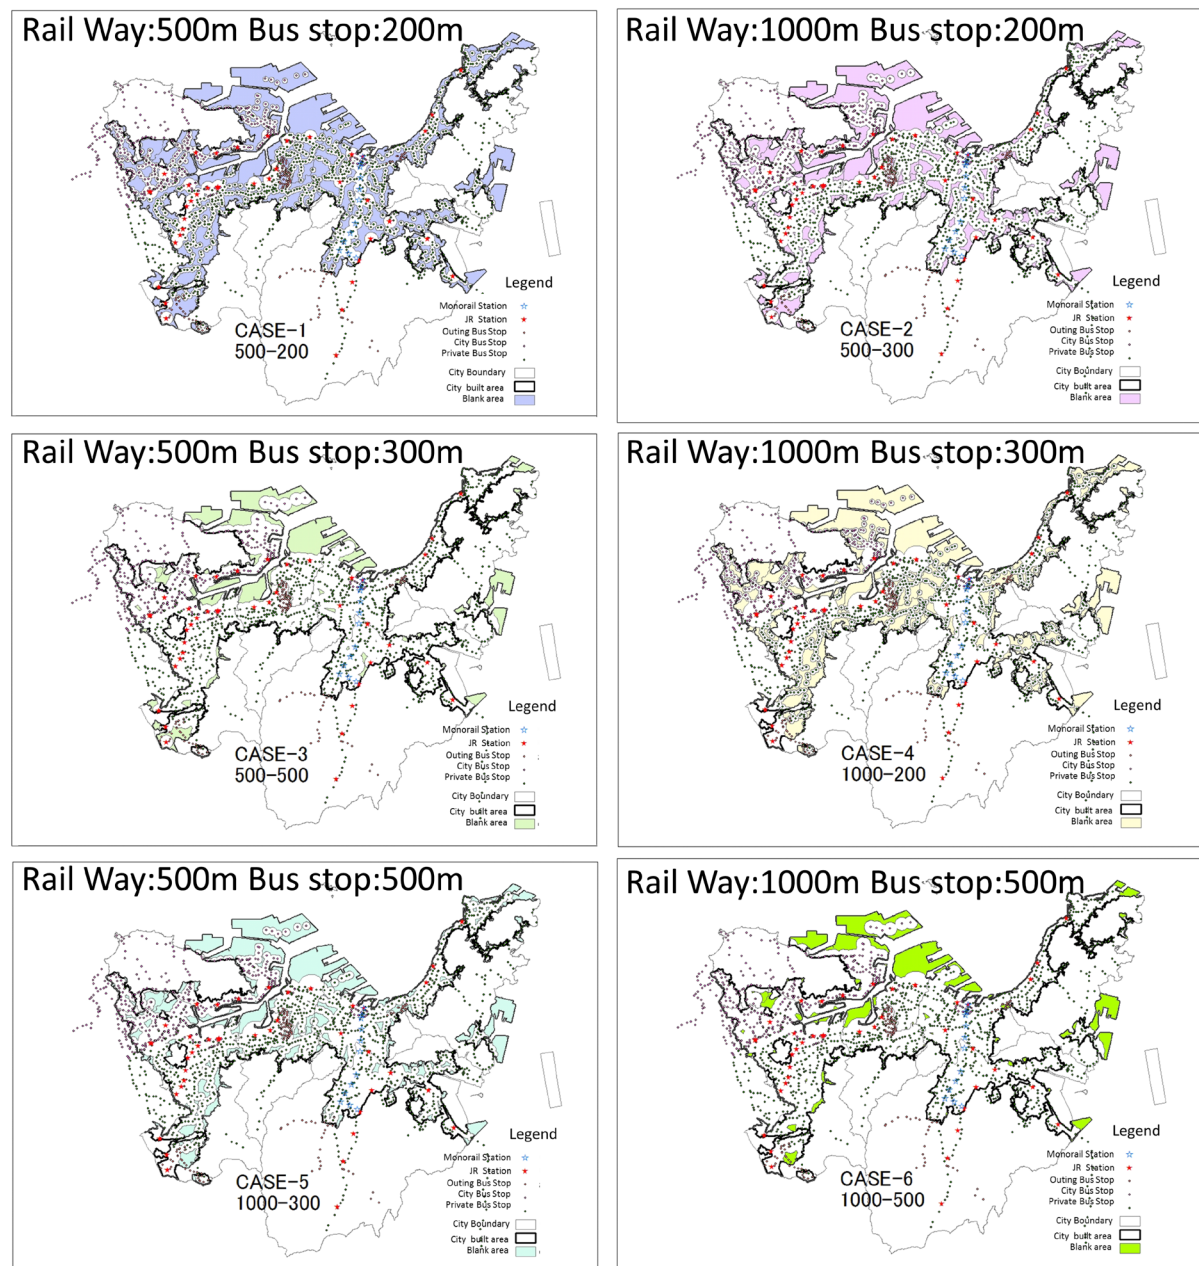 Rail Way:500m Bus stop:200m
Legend
Monorail Station
JR Station
Outing Bus Stop
City Bus Stop
Private Bus Stop
City Boundary
City built area
Blank area
CASE-1
500-200
Rail Way:1000m Bus stop:200m
Legend
Monorail Station
JR Station
Outing Bus Stop
City Bus Stop
Private Bus Stop
City Boundary
City built area
Blank area
CASE-2
500-300
Rail Way:500m Bus stop:300m
Legend
Monorail Station
JR Station
Outing Bus Stop
City Bus Stop
Private Bus Stop
City Boundary
City built area
Blank area
CASE-3
500-500
Rail Way:1000m Bus stop:300m
Legend
Monorail Station
JR Station
Outing Bus Stop
City Bus Stop
Private Bus Stop
City Boundary
City built area
Blank area
CASE-4
1000-200
Rail Way:500m Bus stop:500m
Legend
Monorail Station
JR Station
Outing Bus Stop
City Bus Stop
Private Bus Stop
City Boundary
City built area
Blank area
CASE-5
1000-300
Rail Way:1000m Bus stop:500m
Legend
Monorail Station
JR Station
Outing Bus Stop
City Bus Stop
Private Bus Stop
City Boundary
City built area
Blank area
CASE-6
1000-500